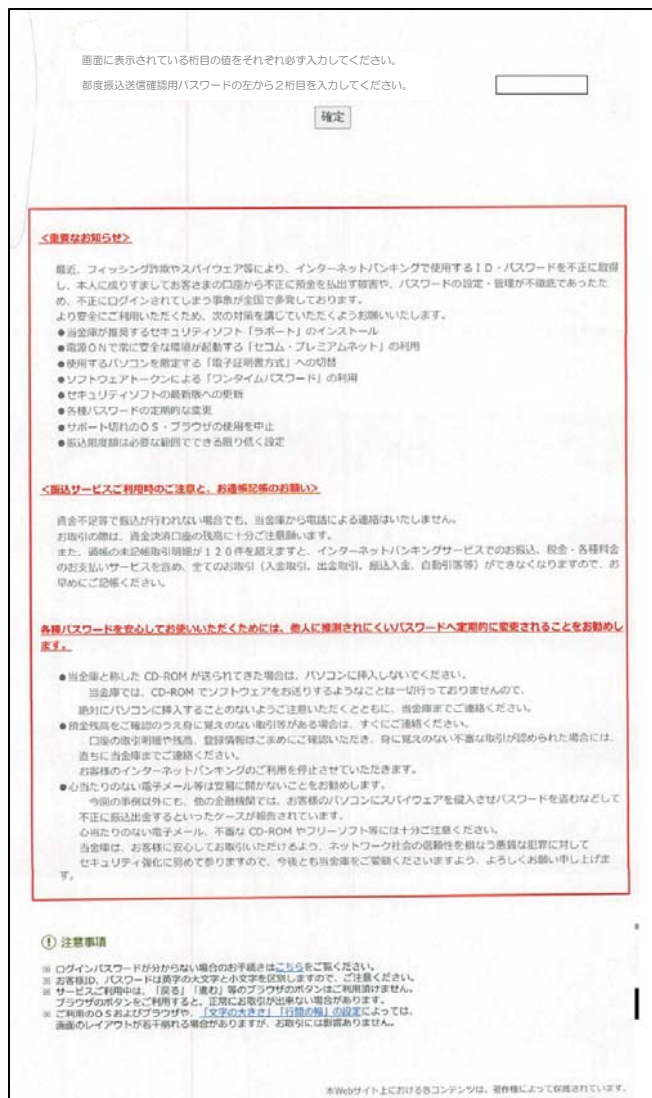 画面に表示されている桁目の値をそれぞれ必ず入力してください。
都度振込送信確認用パスワードの左から２桁目を入力してください。
確定
<重要なお知らせ>
最近、フィッシング詐欺やスパイウェア等により、インターネットバンキングで使用するＩＤ・パスワードを不正に取得
し、本人に成りすましてお客さまの口座から不正に預金を払出す被害や、パスワードの設定・管理が不徹底であったた
め、不正にログインされてしまう事象が全国で多発しております。
より安全にご利用いただくため、次の対策を講じていただくようお願いいたします。
●当金庫が推奨するセキュリティソフト「ラポート」のインストール
●電源ＯＮで常に安全な環境が起動する「セコム・プレミアムネット」の利用
●使用するパソコンを限定する「電子証明書方式」への切替
●ソフトウェアトークンによる「ワンタイムパスワード」の利用
●セキュリティソフトの最新版への更新
●各種パスワードの定期的な変更
●サポート切れのＯＳ・ブラウザの使用を中止
●振込限度額は必要な範囲でできる限り低く設定
<振込サービスご利用時のご注意と、お通帳記帳のお願い>
資金不足等で振込が行われない場合でも、当金庫から電話による連絡はいたしません。
お取引の際は、資金決済口座の残高に十分ご注意願います。
また、通帳の未記帳取引明細が１２０件を超えますと、インターネットバンキングサービスでのお振込、税金・各種料金
のお支払いサービスを含め、全てのお取引（入金取引、出金取引、振込入金、自動引落等）ができなくなりますので、お
早めにご記帳ください。
各種パスワードを安心してお使いいただくためには、他人に推測されにくいパスワードへ定期的に変更されることをお勧めし
ます。
●当金庫と称した CD-ROM が送られてきた場合は、パソコンに挿入しないでください。
当金庫では、CD-ROM でソフトウェアをお送りするようなことは一切行っておりませんので、
絶対にパソコンに挿入することのないようご注意いただくとともに、当金庫までご連絡ください。
●預金残高をご確認のうえ身に覚えのない取引等がある場合は、すぐにご連絡ください。
口座の取引明細や残高、登録情報はこまめにご確認いただき、身に覚えのない不審な取引が認められた場合には、
直ちに当金庫までご連絡ください。
お客様のインターネットバンキングのご利用を停止させていただきます。
●心当たりのない電子メール等は安易に開かないことをお勧めします。
今回の事例以外にも、他の金融機関では、お客様のパソコンにスパイウェアを侵入させパスワードを盗むなどして
不正に振込出金するといったケースが報告されています。
心当たりのない電子メール、不審な CD-ROM やフリーソフト等には十分ご注意ください。
当金庫は、お客様に安心してお取引いただけるよう、ネットワーク社会の信頼性を損なう悪質な犯罪に対して
セキュリティ強化に努めて参りますので、今後とも当金庫をご愛顧くださいますよう、よろしくお願い申し上げま
す。
注意事項
※ ログインパスワードが分からない場合のお手続きはこちらをご覧ください。
※ お客様ID、パスワードは英字の大文字と小文字を区別しますので、ご注意ください。
※ サービスご利用中は、「戻る」「進む」等のブラウザのボタンはご利用頂けません。
ブラウザのボタンをご利用すると、正常にお取引が出来ない場合があります。
※ ご利用のＯＳおよびブラウザや、「文字の大きさ」「行間の幅」の設定によっては、
画面のレイアウトが若干崩れる場合がありますが、お取引には影響ありません。
本Webサイト上における各コンテンツは、著作権によって保護されています。